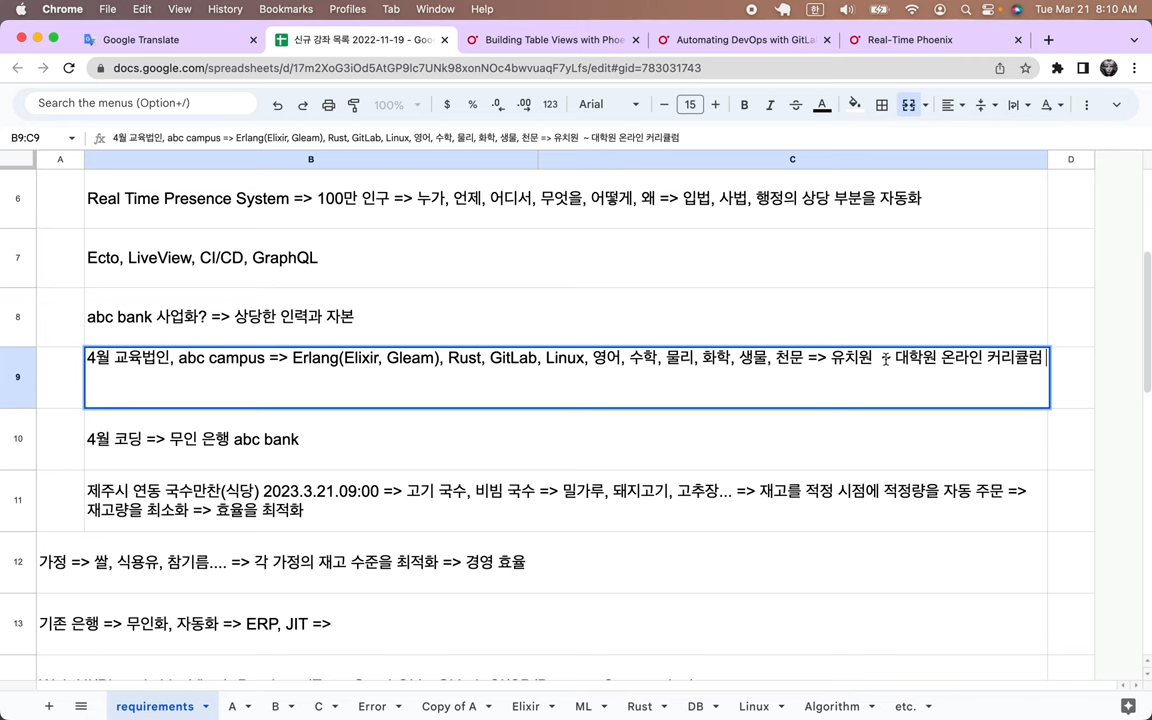 Chrome File Edit View History Bookmarks Profiles Tab Window Help 한 Tue Mar 21 8:10 AM
Google Translate 신규 강좌 목록 2022-11-19 - Goo Building Table Views with Phoe Automating DevOps with GitLa Real-Time Phoenix
docs.google.com/spreadsheets/d/17m2XoG3iOd5AtGP9lc7UNk98xonNOc4bwvuaqF7yLfs/edit#gid=783031743
Search the menus (Option+/) 100% $ % .0 .00 123 Arial 15 B I S A
B9:C9 fx 4월 교육법인, abc campus => Erlang(Elixir, Gleam), Rust, GitLab, Linux, 영어, 수학, 물리, 화학, 생물, 천문 => 유치원 ~ 대학원 온라인 커리큘럼
A B C D
6 Real Time Presence System => 100만 인구 => 누가, 언제, 어디서, 무엇을, 어떻게, 왜 => 입법, 사법, 행정의 상당 부분을 자동화
7 Ecto, LiveView, CI/CD, GraphQL
8 abc bank 사업화? => 상당한 인력과 자본
9 4월 교육법인, abc campus => Erlang(Elixir, Gleam), Rust, GitLab, Linux, 영어, 수학, 물리, 화학, 생물, 천문 => 유치원 ~ 대학원 온라인 커리큘럼
10 4월 코딩 => 무인 은행 abc bank
11 제주시 연동 국수만찬(식당) 2023.3.21.09:00 => 고기 국수, 비빔 국수 => 밀가루, 돼지고기, 고추장... => 재고를 적정 시점에 적정량을 자동 주문 =>
재고량을 최소화 => 효율을 최적화
12 가정 => 쌀, 식용유, 참기름.... => 각 가정의 재고 수준을 최적화 => 경영 효율
13 기존 은행 => 무인화, 자동화 => ERP, JIT =>
requirements A B C Error Copy of A Elixir ML Rust DB Linux Algorithm etc.